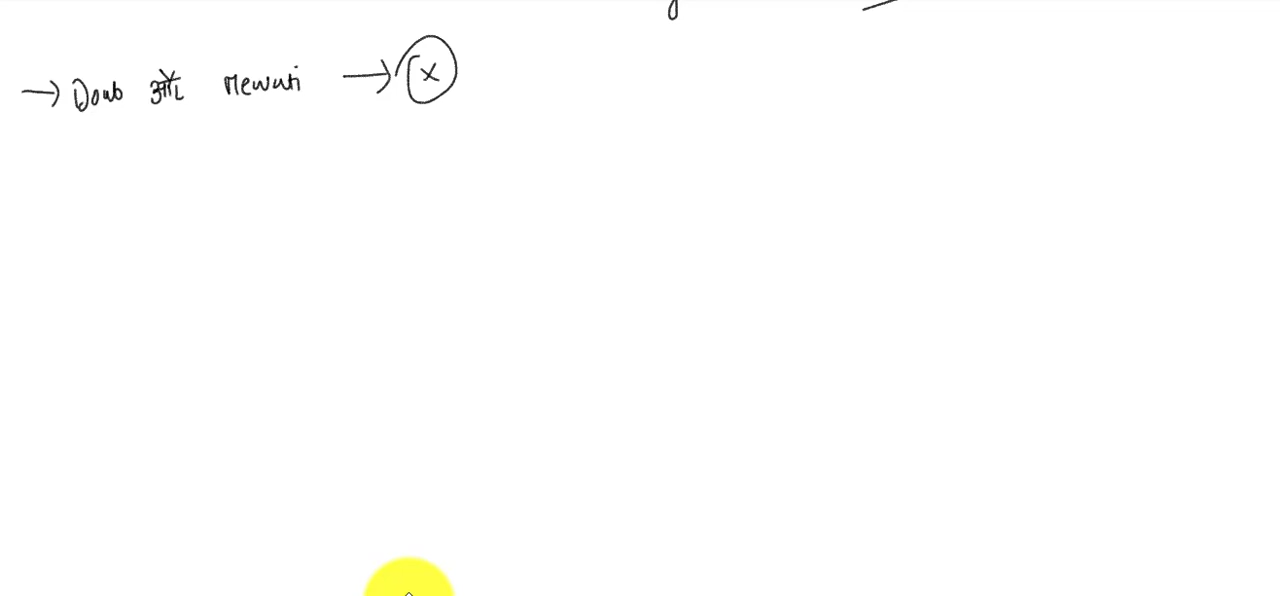 → Doab और Mewati → (x)